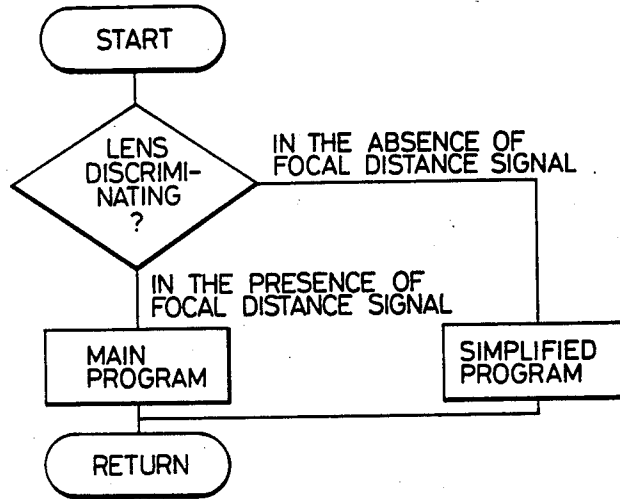 START
LENS
DISCRIMI-
NATING
?
IN THE ABSENCE OF
FOCAL DISTANCE SIGNAL
IN THE PRESENCE OF
FOCAL DISTANCE SIGNAL
MAIN
PROGRAM
SIMPLIFIED
PROGRAM
RETURN